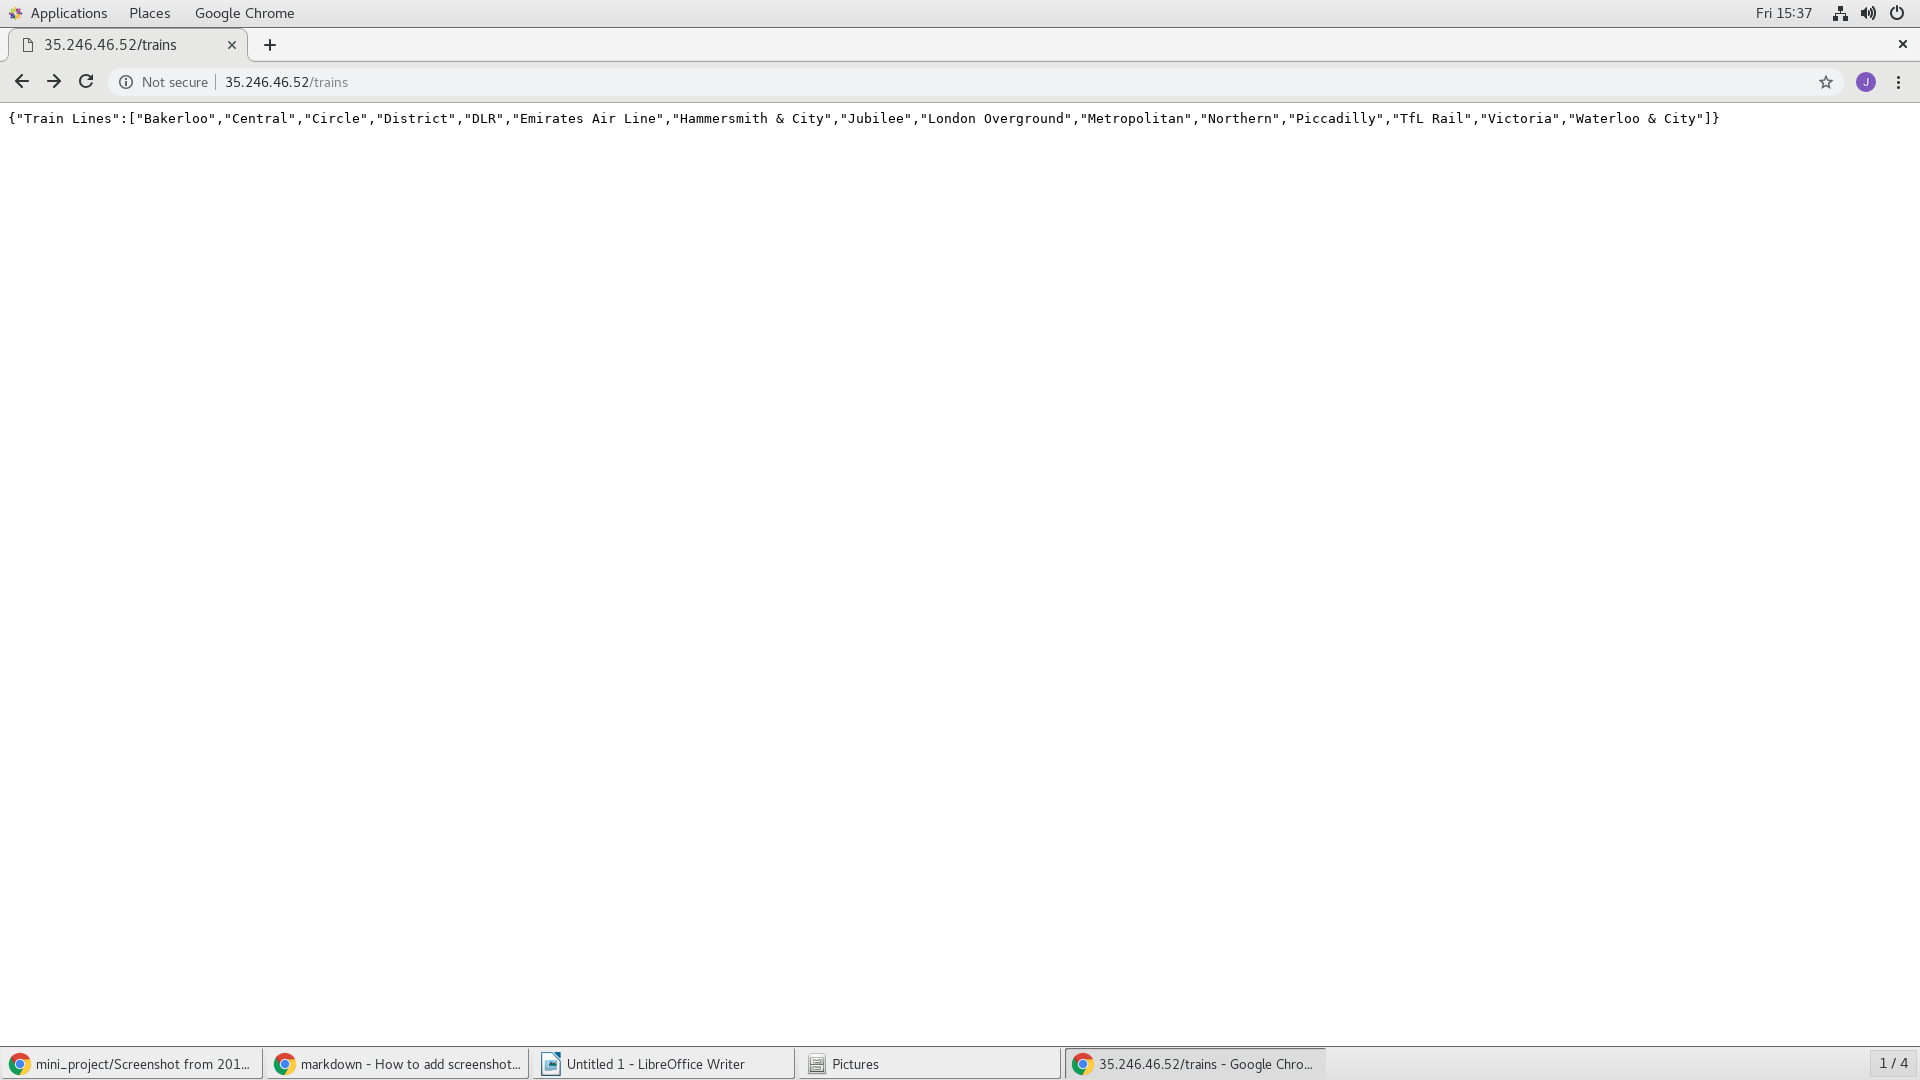 Applications Places Google Chrome Fri 15:37
35.246.46.52/trains
Not secure 35.246.46.52/trains J
{"Train Lines":["Bakerloo","Central","Circle","District","DLR","Emirates Air Line","Hammersmith & City","Jubilee","London Overground","Metropolitan","Northern","Piccadilly","TfL Rail","Victoria","Waterloo & City"]}
mini_project/Screenshot from 201... markdown - How to add screenshot... Untitled 1 - LibreOffice Writer Pictures 35.246.46.52/trains - Google Chro... 1 / 4